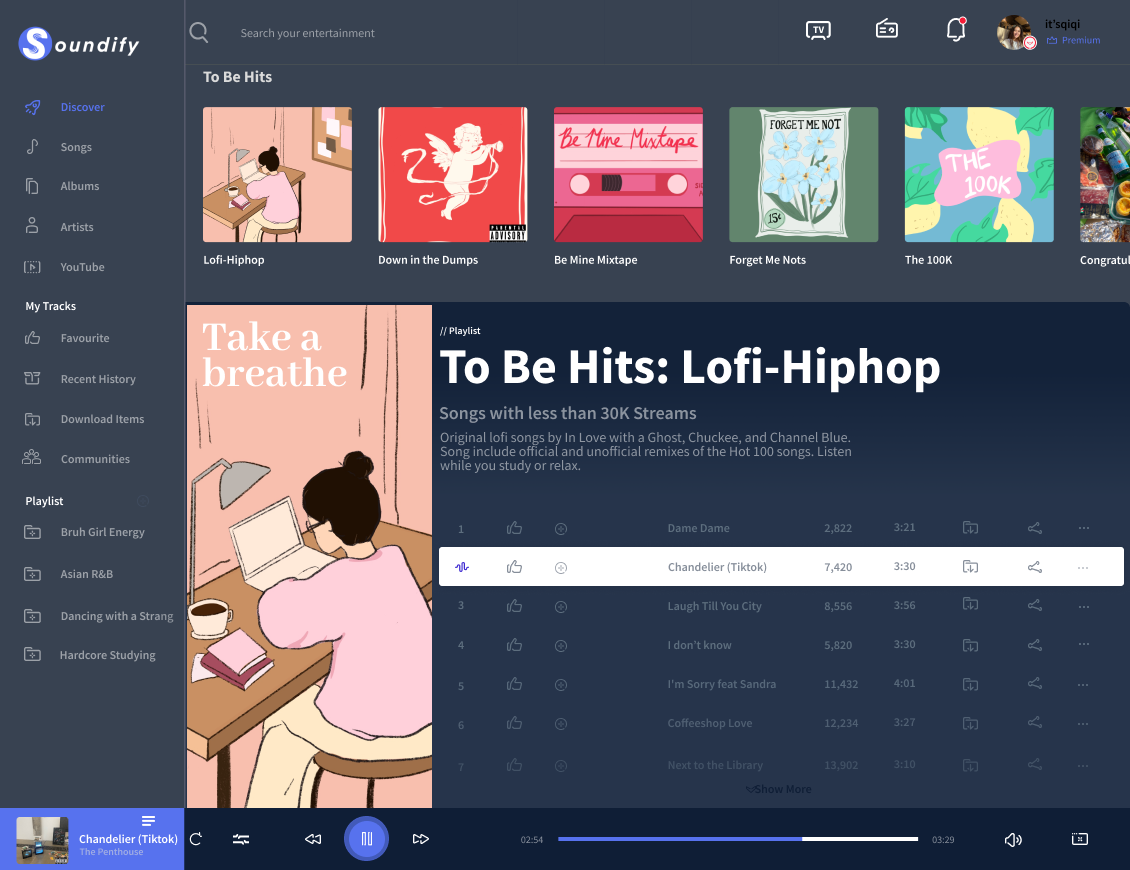 Soundify
Search your entertainment
TV
it'sqiqi
Premium
Discover
Songs
Albums
Artists
YouTube
My Tracks
Favourite
Recent History
Download Items
Communities
Playlist
Bruh Girl Energy
Asian R&B
Dancing with a Strang
Hardcore Studying
To Be Hits
PARENTAL
ADVISORY
Be Mine Mixtape
FORGET ME NOT
15¢
THE
100K
Lofi-Hiphop
Down in the Dumps
Be Mine Mixtape
Forget Me Nots
The 100K
Congratul
Take a
breathe
// Playlist
To Be Hits: Lofi-Hiphop
Songs with less than 30K Streams
Original lofi songs by In Love with a Ghost, Chuckee, and Channel Blue.
Song include official and unofficial remixes of the Hot 100 songs. Listen
while you study or relax.
1 Dame Dame 2,822 3:21 ...
Chandelier (Tiktok) 7,420 3:30 ...
3 Laugh Till You City 8,556 3:56 ...
4 I don't know 5,820 3:30 ...
5 I'm Sorry feat Sandra 11,432 4:01 ...
6 Coffeeshop Love 12,234 3:27 ...
7 Next to the Library 13,902 3:10 ...
Show More
Chandelier (Tiktok)
The Penthouse
02:54
03:29